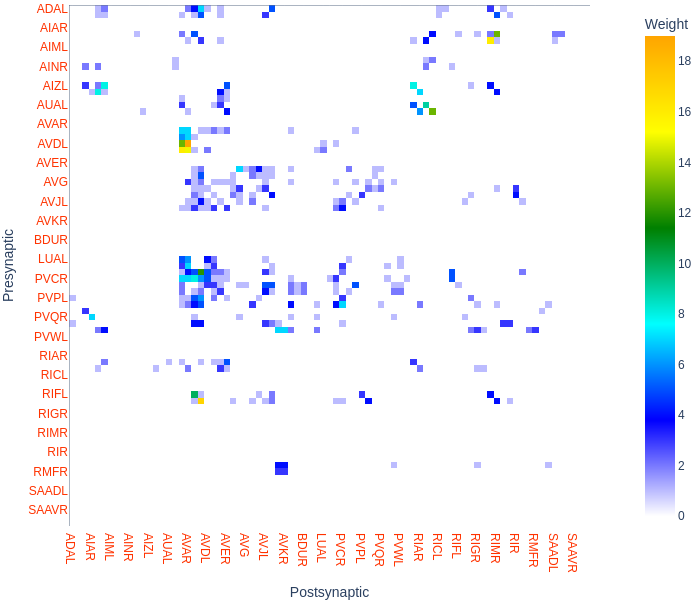 Weight
ADAL
AIAR
AIML
AINR
AIZL
AUAL
AVAR
AVDL
AVER
AVG
AVJL
AVKR
BDUR
LUAL
PVCR
PVPL
PVQR
PVWL
RIAR
RICL
RIFL
RIGR
RIMR
RIR
RMFR
SAADL
SAAVR
Presynaptic
18
16
14
12
10
8
6
4
2
0
ADAL
AIAR
AIML
AINR
AIZL
AUAL
AVAR
AVDL
AVER
AVG
AVJL
AVKR
BDUR
LUAL
PVCR
PVPL
PVQR
PVWL
RIAR
RICL
RIFL
RIGR
RIMR
RIR
RMFR
SAADL
SAAVR
Postsynaptic